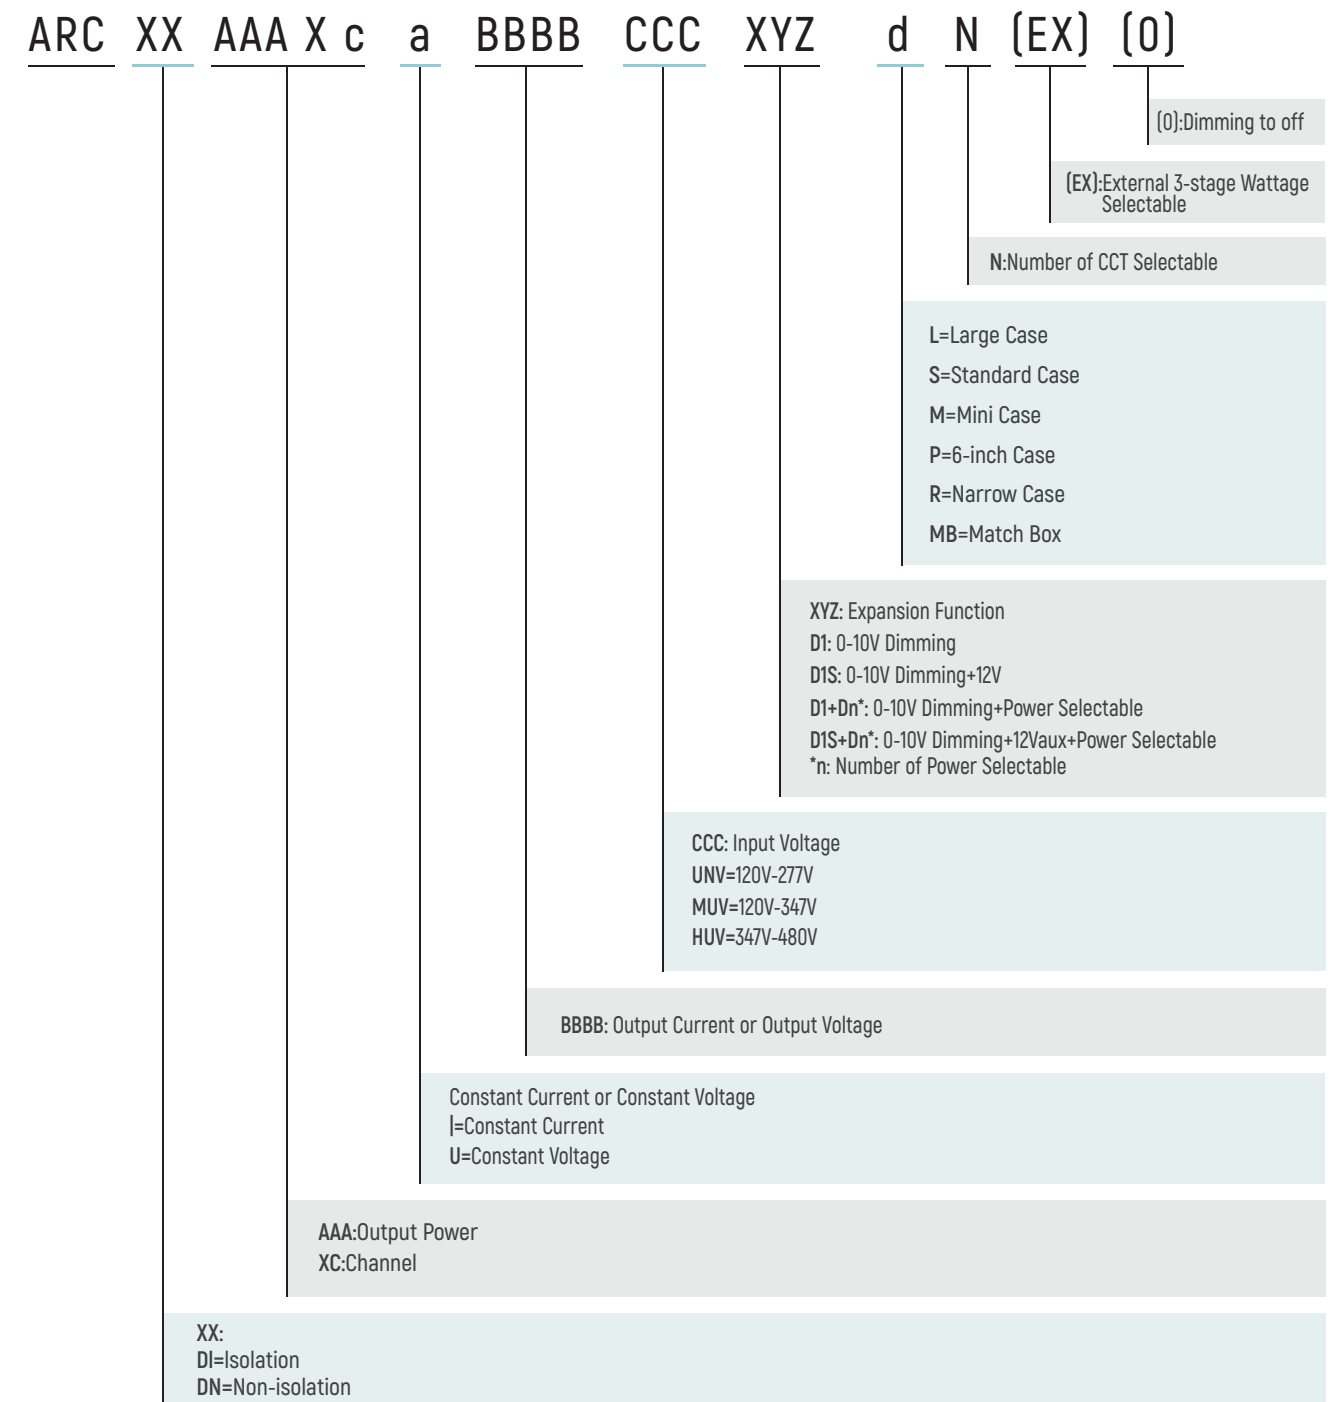 ARC XX AAA X c a BBBB CCC XYZ d N (EX) (0)
(0):Dimming to off
(EX):External 3-stage Wattage
Selectable
N:Number of CCT Selectable
L=Large Case
S=Standard Case
M=Mini Case
P=6-inch Case
R=Narrow Case
MB=Match Box
XYZ: Expansion Function
D1: 0-10V Dimming
D1S: 0-10V Dimming+12V
D1+Dn*: 0-10V Dimming+Power Selectable
D1S+Dn*: 0-10V Dimming+12Vaux+Power Selectable
*n: Number of Power Selectable
CCC: Input Voltage
UNV=120V-277V
MUV=120V-347V
HUV=347V-480V
BBBB: Output Current or Output Voltage
Constant Current or Constant Voltage
I=Constant Current
U=Constant Voltage
AAA:Output Power
XC:Channel
XX:
DI=Isolation
DN=Non-isolation